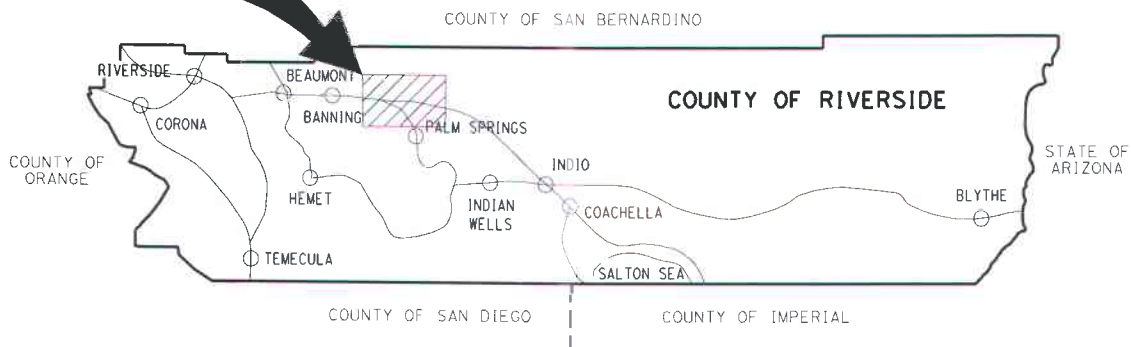 COUNTY OF SAN BERNARDINO
RIVERSIDE
BEAUMONT
COUNTY OF RIVERSIDE
CORONA
BANNING
PALM SPRINGS
COUNTY OF
ORANGE
INDIO
STATE OF
ARIZONA
HEMET
INDIAN
WELLS
COACHELLA
BLYTHE
TEMECULA
SALTON SEA
COUNTY OF SAN DIEGO
COUNTY OF IMPERIAL